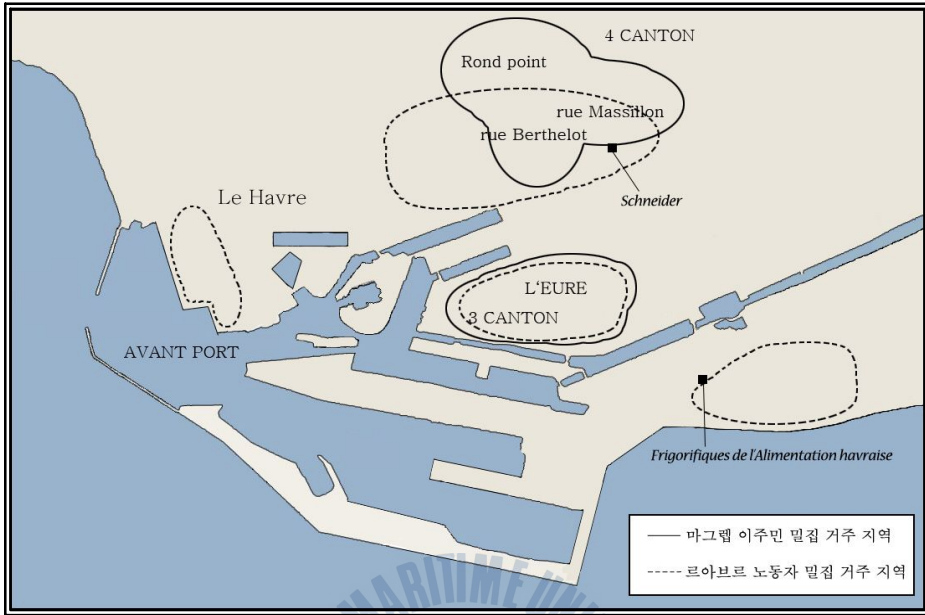 4 CANTON
Rond point
rue Massillon
rue Berthelot
Schneider
Le Havre
L'EURE
3 CANTON
AVANT PORT
Frigorifiques de l'Alimentation havraise
마그렙 이주민 밀집 거주 지역
르아브르 노동자 밀집 거주 지역
MARITIME UN